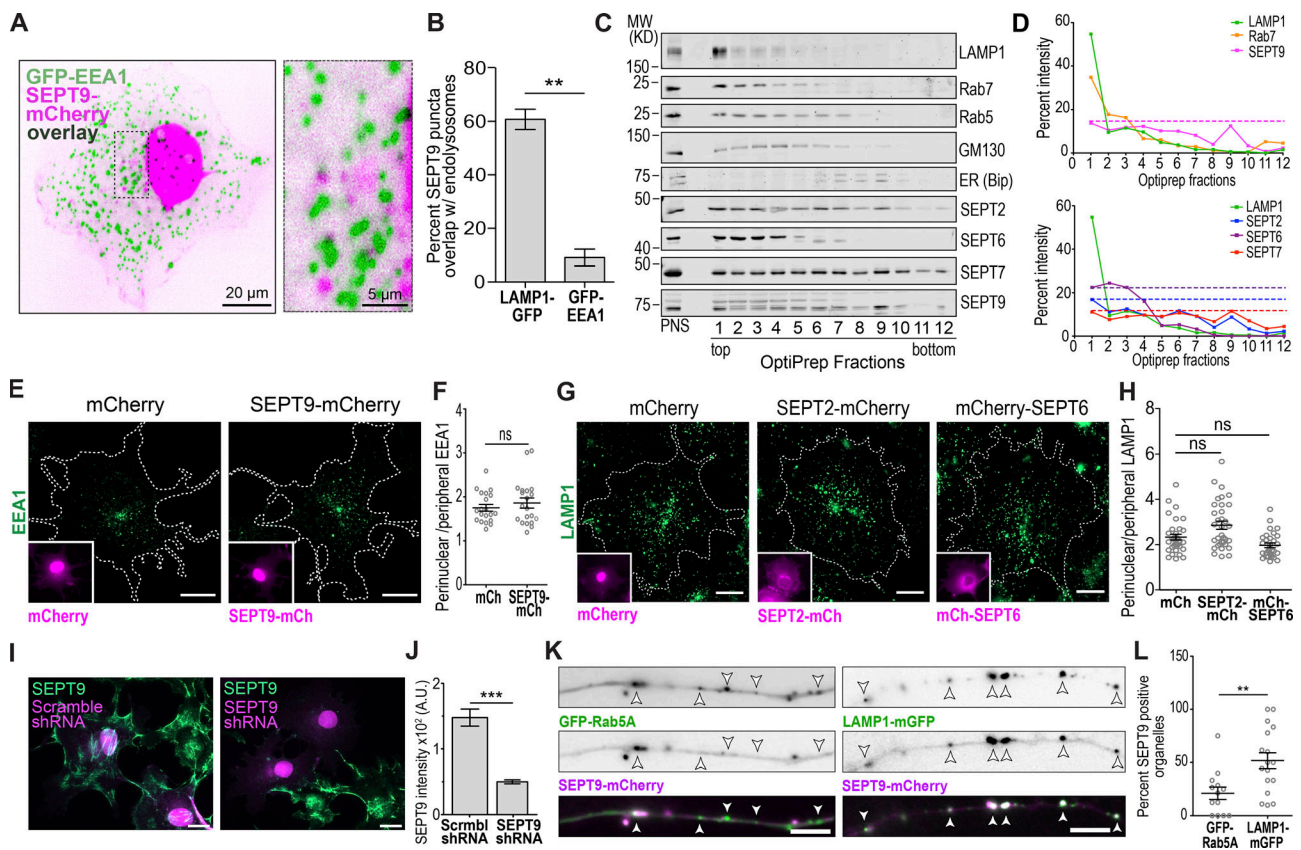 A
GFP-EEA1
SEPT9-
mCherry
overlay
20 µm
5 µm
B
Percent SEPT9 puncta
overlap w/ endolysosomes
80
60
40
20
0
**
LAMP1-
GFP
GFP-
EEA1
C
MW
(KD)
150
25
25
150
75
50
50
50
75
LAMP1
Rab7
Rab5
GM130
ER (Bip)
SEPT2
SEPT6
SEPT7
SEPT9
PNS 1 2 3 4 5 6 7 8 9 10 11 12
top bottom
OptiPrep Fractions
D
Percent intensity
60
40
20
0
LAMP1
Rab7
SEPT9
0 1 2 3 4 5 6 7 8 9 10 11 12
Optiprep fractions
Percent intensity
60
40
20
0
LAMP1
SEPT2
SEPT6
SEPT7
0 1 2 3 4 5 6 7 8 9 10 11 12
Optiprep fractions
E
mCherry SEPT9-mCherry
EEA1
mCherry SEPT9-mCh
F
Perinuclear/peripheral EEA1
4
3
2
1
0
ns
mCh
SEPT9-
mCh
G
mCherry SEPT2-mCherry mCherry-SEPT6
LAMP1
mCherry SEPT2-mCh mCh-SEPT6
H
Perinuclear/peripheral LAMP1
8
6
4
2
0
ns
ns
mCh
SEPT2-
mCh
mCh-
SEPT6
I
SEPT9
Scramble
shRNA
SEPT9
SEPT9
shRNA
J
SEPT9 intensity x10² (A.U.)
2.0
1.5
1.0
0.5
0
***
Scrmbl
shRNA
SEPT9
shRNA
K
GFP-Rab5A
SEPT9-mCherry
LAMP1-mGFP
SEPT9-mCherry
L
Percent SEPT9 positive
organelles
150
100
50
0
**
GFP-
Rab5A
LAMP1-
mGFP